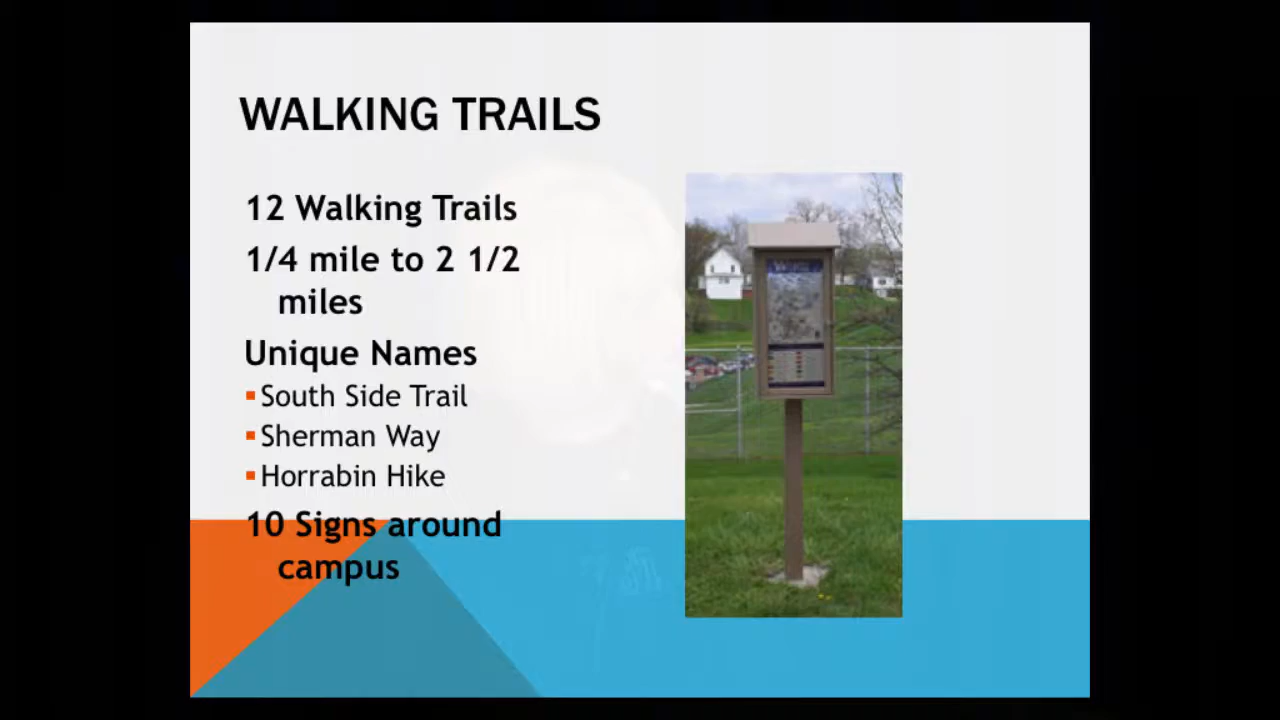 WALKING TRAILS
12 Walking Trails
1/4 mile to 2 1/2
miles
Unique Names
South Side Trail
Sherman Way
Horrabin Hike
10 Signs around
campus